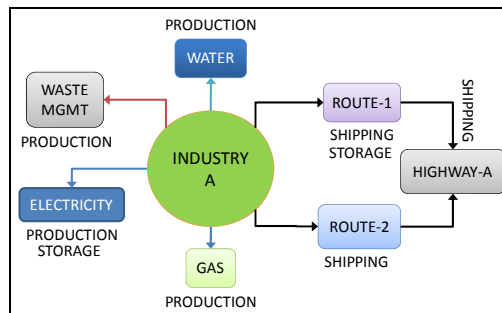 PRODUCTION
WATER
WASTE
MGMT
PRODUCTION
ELECTRICITY
PRODUCTION
STORAGE
INDUSTRY
A
GAS
PRODUCTION
ROUTE-1
SHIPPING
STORAGE
ROUTE-2
SHIPPING
SHIPPING
HIGHWAY-A